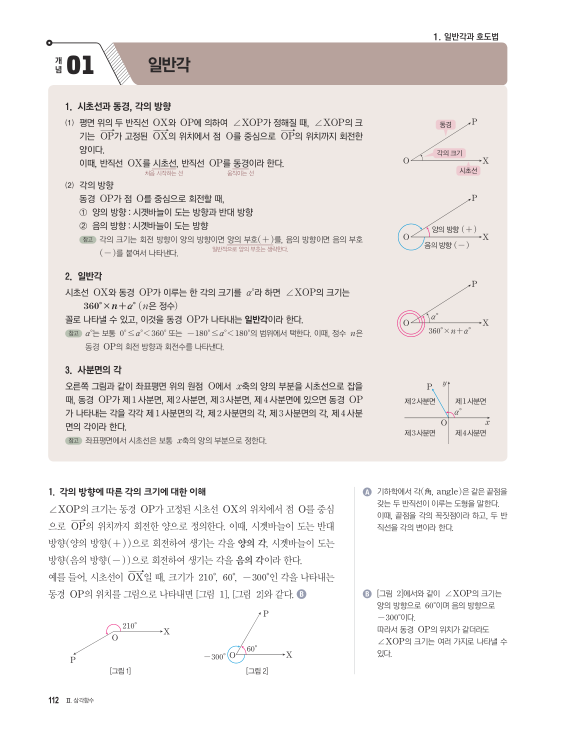 1. 일반각과 호도법
개념 01 일반각
1. 시초선과 동경, 각의 방향
⑴ 평면 위의 두 반직선 OX와 OP에 의하여 ∠XOP가 정해질 때, ∠XOP의 크
기는 OP가 고정된 OX의 위치에서 점 O를 중심으로 OP의 위치까지 회전한
양이다.
이때, 반직선 OX를 시초선, 반직선 OP를 동경이라 한다.
처음 시작하는 선 움직이는 선
동경
P
각의 크기
O
X
시초선
⑵ 각의 방향
동경 OP가 점 O를 중심으로 회전할 때,
① 양의 방향 : 시곗바늘이 도는 방향과 반대 방향
② 음의 방향 : 시곗바늘이 도는 방향
참고 각의 크기는 회전 방향이 양의 방향이면 양의 부호(+)를, 음의 방향이면 음의 부호
일반적으로 양의 부호는 생략한다.
(-)를 붙여서 나타낸다.
P
양의 방향 (+)
O
X
음의 방향 (-)
2. 일반각
시초선 OX와 동경 OP가 이루는 한 각의 크기를 α°라 하면 ∠XOP의 크기는
360°×n+α° (n은 정수)
꼴로 나타낼 수 있고, 이것을 동경 OP가 나타내는 일반각이라 한다.
참고 α°는 보통 0°≤α°<360° 또는 -180°≤α°<180°의 범위에서 택한다. 이때, 정수 n은
동경 OP의 회전 방향과 회전수를 나타낸다.
P
α°
O
X
360°×n+α°
3. 사분면의 각
오른쪽 그림과 같이 좌표평면 위의 원점 O에서 x축의 양의 부분을 시초선으로 잡을
때, 동경 OP가 제1사분면, 제2사분면, 제3사분면, 제4사분면에 있으면 동경 OP
가 나타내는 각을 각각 제1사분면의 각, 제2사분면의 각, 제3사분면의 각, 제4사분
면의 각이라 한다.
참고 좌표평면에서 시초선은 보통 x축의 양의 부분으로 정한다.
P y
제2사분면 제1사분면
α°
O x
제3사분면 제4사분면
1. 각의 방향에 따른 각의 크기에 대한 이해
∠XOP의 크기는 동경 OP가 고정된 시초선 OX의 위치에서 점 O를 중심
으로 OP의 위치까지 회전한 양으로 정의한다. 이때, 시곗바늘이 도는 반대
방향(양의 방향(+))으로 회전하여 생기는 각을 양의 각, 시곗바늘이 도는
방향(음의 방향(-))으로 회전하여 생기는 각을 음의 각이라 한다.
예를 들어, 시초선이 OX일 때, 크기가 210°, 60°, -300°인 각을 나타내는
동경 OP의 위치를 그림으로 나타내면 [그림 1], [그림 2]와 같다. B
210°
O
X
P
[그림 1]
P
60°
-300° O
X
[그림 2]
A 기하학에서 각(角, angle)은 같은 끝점을
갖는 두 반직선이 이루는 도형을 말한다.
이때, 끝점을 각의 꼭짓점이라 하고, 두 반
직선을 각의 변이라 한다.
B [그림 2]에서와 같이 ∠XOP의 크기는
양의 방향으로 60°이며 음의 방향으로
-300°이다.
따라서 동경 OP의 위치가 같더라도
∠XOP의 크기는 여러 가지로 나타낼 수
있다.
112 II. 삼각함수